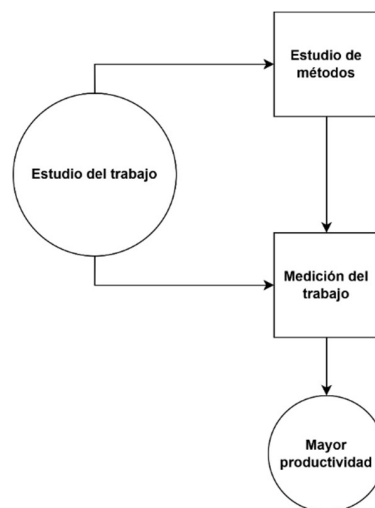 Estudio de
métodos
Estudio del trabajo
Medición del
trabajo
Mayor
productividad